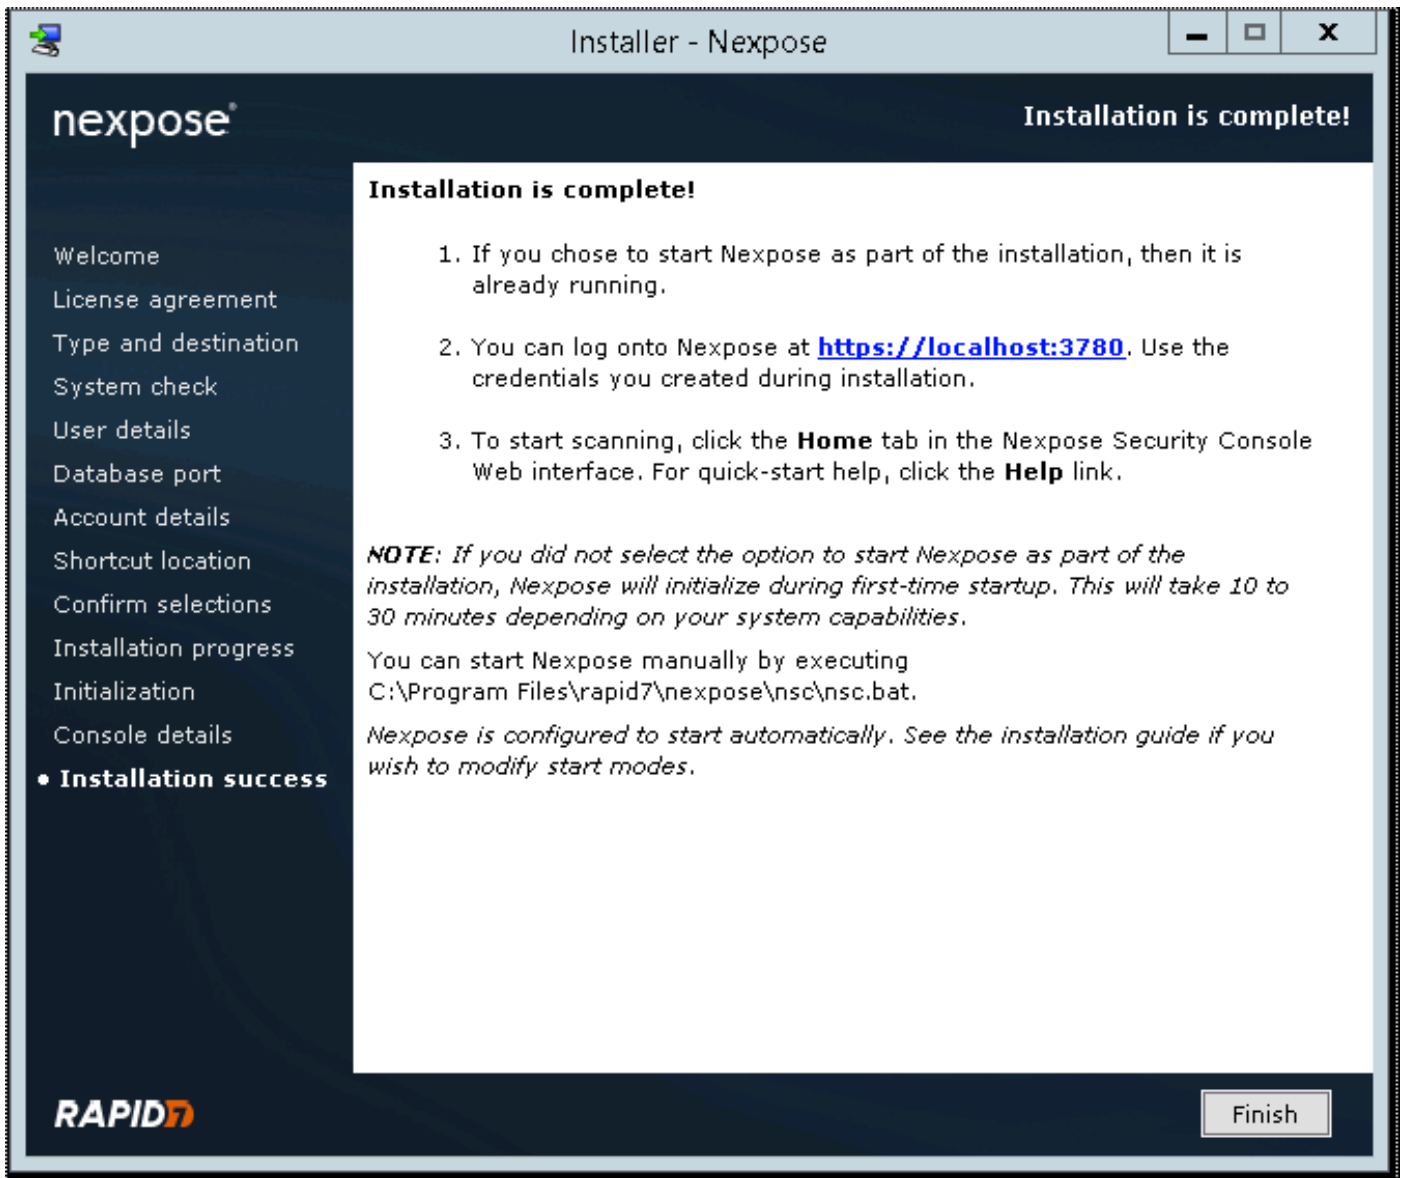 Installer - Nexpose
nexpose®
Installation is complete!
Welcome
License agreement
Type and destination
System check
User details
Database port
Account details
Shortcut location
Confirm selections
Installation progress
Initialization
Console details
• Installation success
Installation is complete!
1. If you chose to start Nexpose as part of the installation, then it is
already running.
2. You can log onto Nexpose at https://localhost:3780. Use the
credentials you created during installation.
3. To start scanning, click the Home tab in the Nexpose Security Console
Web interface. For quick-start help, click the Help link.
NOTE: If you did not select the option to start Nexpose as part of the
installation, Nexpose will initialize during first-time startup. This will take 10 to
30 minutes depending on your system capabilities.
You can start Nexpose manually by executing
C:\Program Files\rapid7\nexpose\nsc\nsc.bat.
Nexpose is configured to start automatically. See the installation guide if you
wish to modify start modes.
RAPID7
Finish